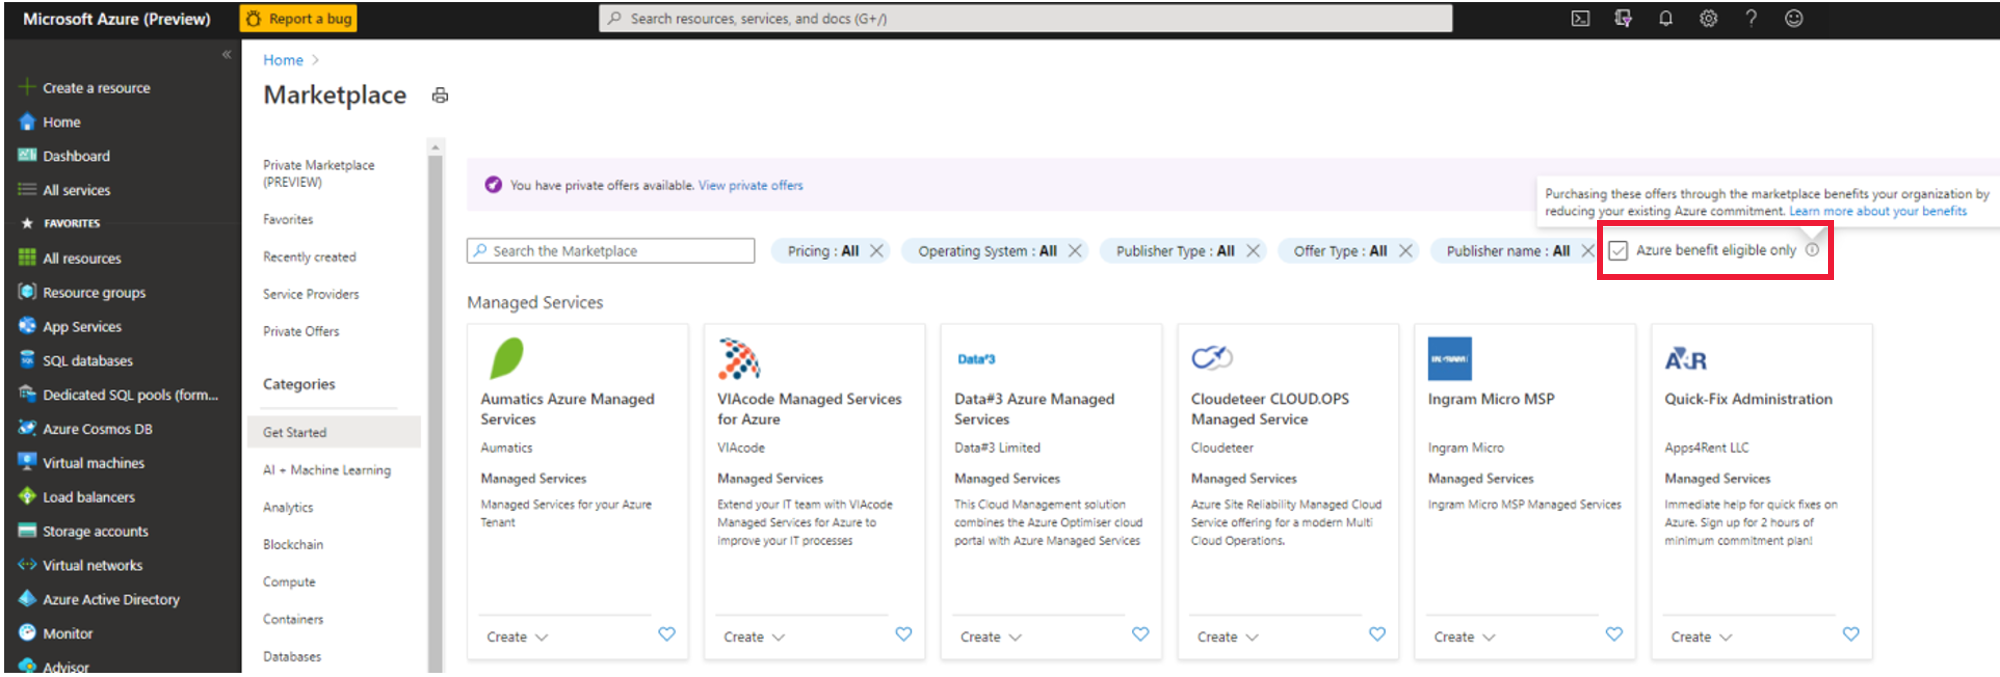 Microsoft Azure (Preview)
Report a bug
Search resources, services, and docs (G+/)
Create a resource
Home
Dashboard
All services
FAVORITES
All resources
Resource groups
App Services
SQL databases
Dedicated SQL pools (form...
Azure Cosmos DB
Virtual machines
Load balancers
Storage accounts
Virtual networks
Azure Active Directory
Monitor
Advisor
Home >
Marketplace
Private Marketplace
(PREVIEW)
Favorites
Recently created
Service Providers
Private Offers
Categories
Get Started
AI + Machine Learning
Analytics
Blockchain
Compute
Containers
Databases
You have private offers available. View private offers
Purchasing these offers through the marketplace benefits your organization by
reducing your existing Azure commitment. Learn more about your benefits
Search the Marketplace
Pricing : All
Operating System : All
Publisher Type : All
Offer Type : All
Publisher name : All
Azure benefit eligible only
Managed Services
Aumatics Azure Managed
Services
Aumatics
Managed Services
Managed Services for your Azure
Tenant
Create
VIAcode Managed Services
for Azure
VIAcode
Managed Services
Extend your IT team with VIAcode
Managed Services for Azure to
improve your IT processes
Create
Data#3
Data#3 Azure Managed
Services
Data#3 Limited
Managed Services
This Cloud Management solution
combines the Azure Optimiser cloud
portal with Azure Managed Services
Create
Cloudeteer CLOUD.OPS
Managed Service
Cloudeteer
Managed Services
Azure Site Reliability Managed Cloud
Service offering for a modern Multi
Cloud Operations.
Create
INGRAM
Ingram Micro MSP
Ingram Micro
Managed Services
Ingram Micro MSP Managed Services
Create
A4R
Quick-Fix Administration
Apps4Rent LLC
Managed Services
Immediate help for quick fixes on
Azure. Sign up for 2 hours of
minimum commitment plan!
Create